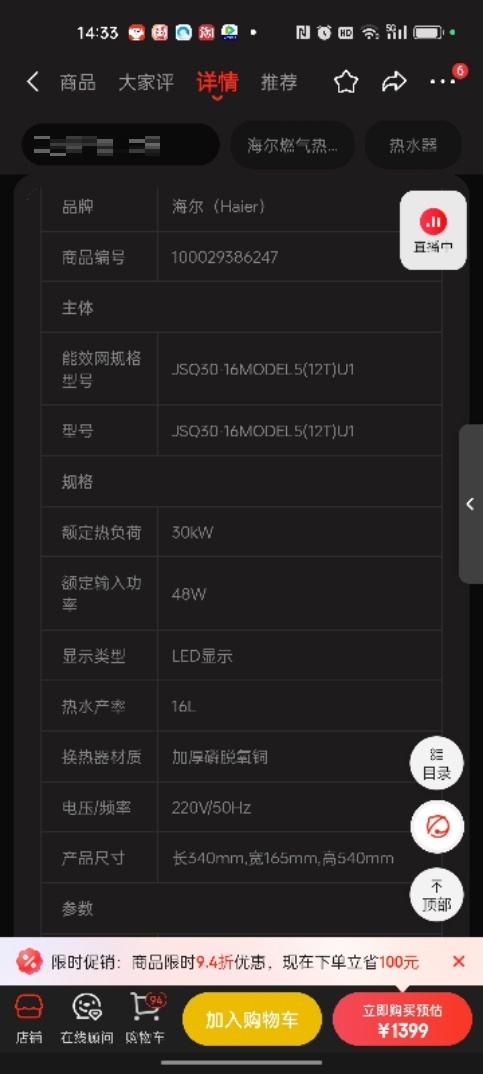 14:33
HD
5G
商品 大家评 详情 推荐
6
海尔燃气热... 热水器
品牌 海尔（Haier）
直播中
商品编号 100029386247
主体
能效网规格
型号
JSQ30-16MODEL5(12T)U1
型号 JSQ30-16MODEL5(12T)U1
规格
额定热负荷 30kW
额定输入功
率
48W
显示类型 LED显示
热水产率 16L
换热器材质 加厚磷脱氧铜
目录
电压/频率 220V/50Hz
产品尺寸 长340mm,宽165mm,高540mm
顶部
参数
限时促销：商品限时9.4折优惠，现在下单立省100元
94
店铺 在线顾问 购物车
加入购物车
立即购买预估
¥1399